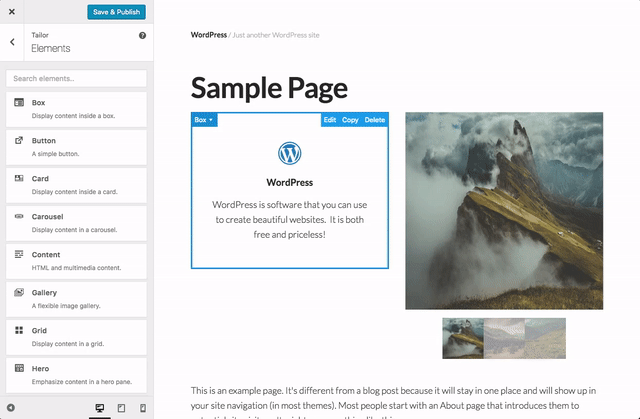 Save & Publish
Tailor
Elements
Search elements..
Box
Display content inside a box.
Button
A simple button.
Card
Display content inside a card.
Carousel
Display content in a carousel.
Content
HTML and multimedia content.
Gallery
A flexible image gallery.
Grid
Display content in a grid.
Hero
Emphasize content in a hero pane.
WordPress / Just another WordPress site
Sample Page
Box Edit Copy Delete
WordPress
WordPress is software that you can use
to create beautiful websites. It is both
free and priceless!
This is an example page. It's different from a blog post because it will stay in one place and will show up in
your site navigation (in most themes). Most people start with an About page that introduces them to